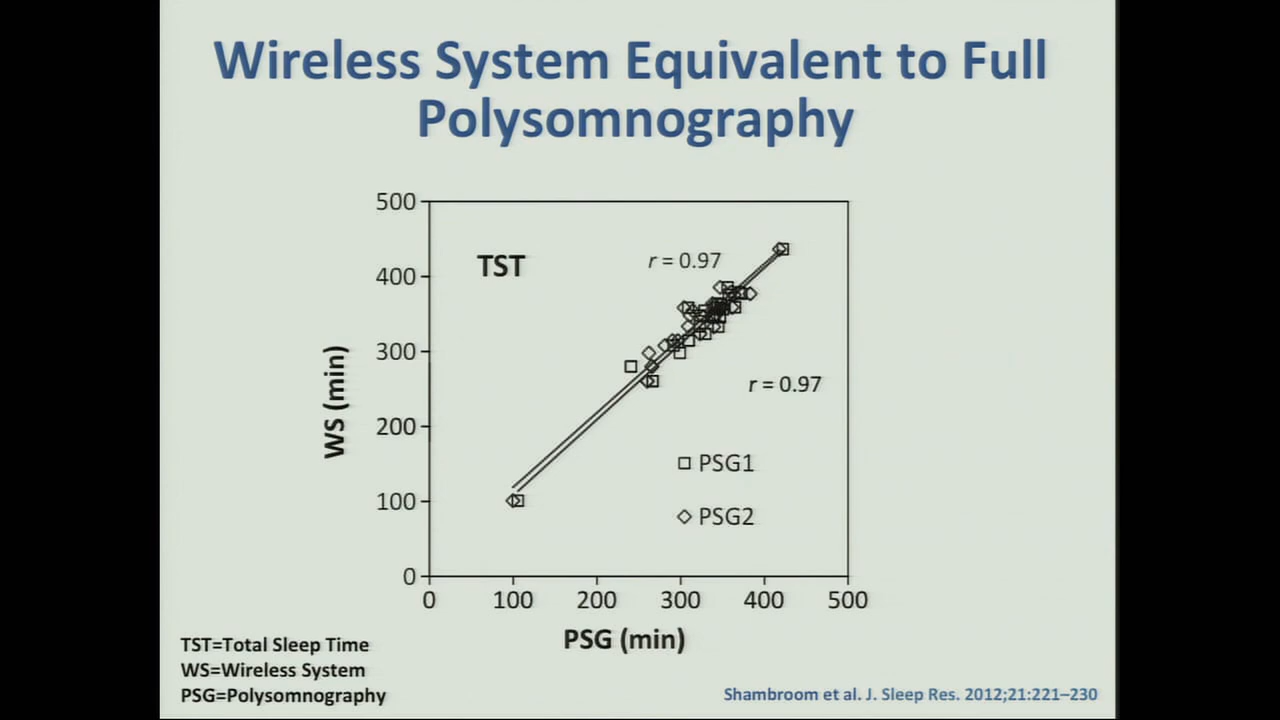 Wireless System Equivalent to Full
Polysomnography
500
400
300
200
100
0
WS (min)
TST
r = 0.97
r = 0.97
PSG1
PSG2
0 100 200 300 400 500
PSG (min)
TST=Total Sleep Time
WS=Wireless System
PSG=Polysomnography
Shambroom et al. J. Sleep Res. 2012;21:221–230